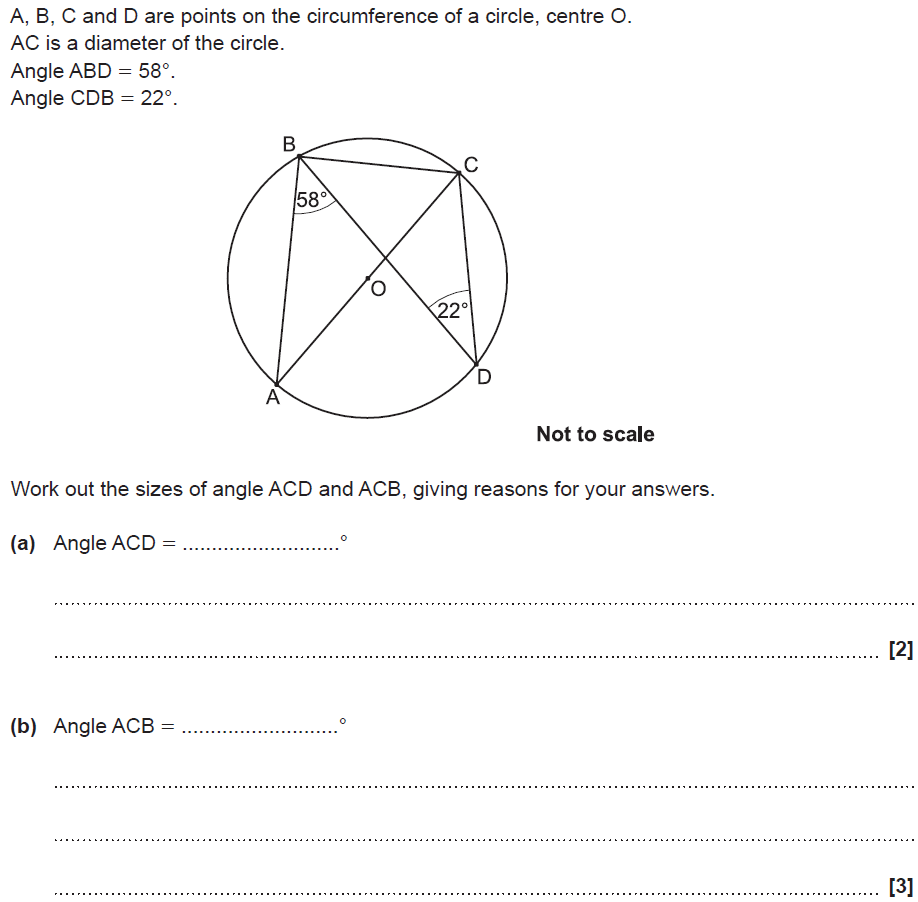 A, B, C and D are points on the circumference of a circle, centre O.
AC is a diameter of the circle.
Angle ABD = 58°.
Angle CDB = 22°.
B
C
58°
O
22°
D
A
Not to scale
Work out the sizes of angle ACD and ACB, giving reasons for your answers.
(a) Angle ACD = ...........................°
[2]
(b) Angle ACB = ...........................°
[3]